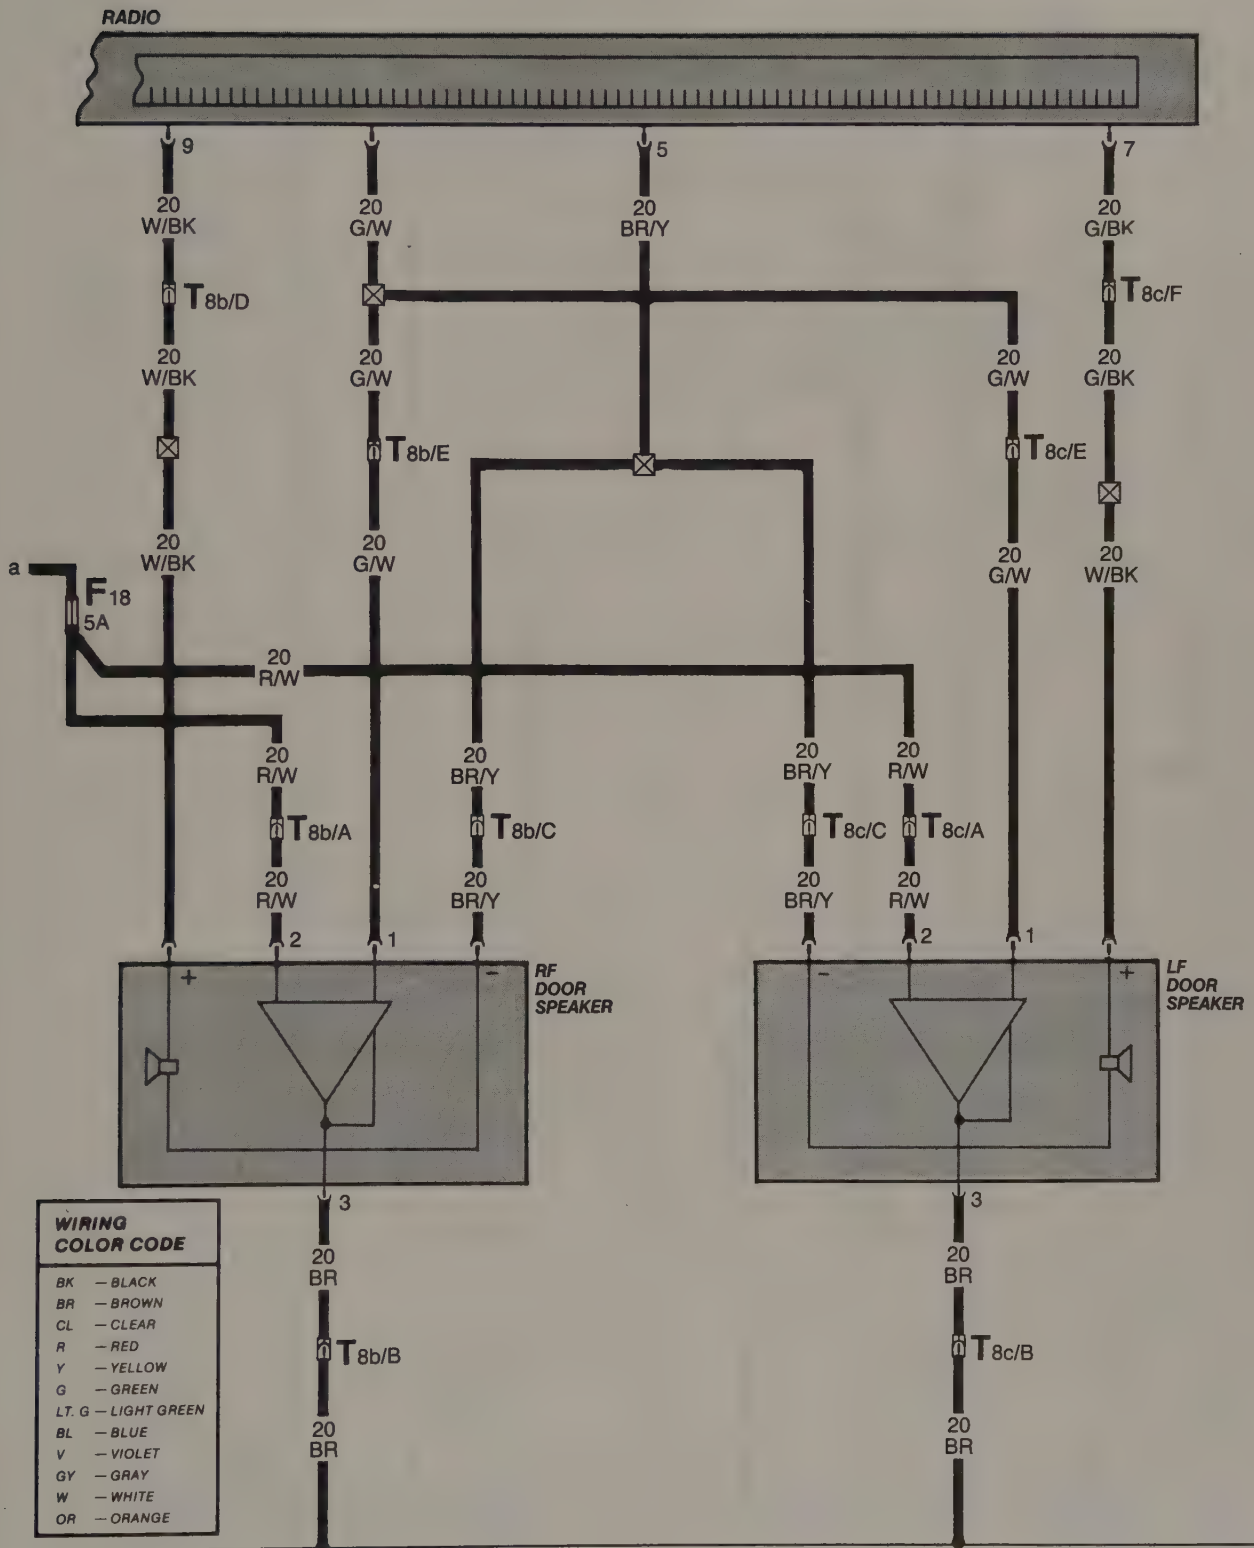 RADIO
9
5
7
20
W/BK
20
G/W
20
BR/Y
20
G/BK
T8b/D
T8c/F
20
W/BK
20
G/W
20
G/W
20
G/BK
T8b/E
T8c/E
20
W/BK
20
G/W
20
G/W
20
W/BK
a
F18
5A
20
R/W
20
R/W
20
BR/Y
20
BR/Y
20
R/W
T8b/A
T8b/C
T8c/C
T8c/A
20
R/W
20
BR/Y
20
BR/Y
20
R/W
2
1
2
1
+
-
RF
DOOR
SPEAKER
-
+
LF
DOOR
SPEAKER
3
3
20
BR
20
BR
T8b/B
T8c/B
20
BR
20
BR
WIRING
COLOR CODE
BK — BLACK
BR — BROWN
CL — CLEAR
R — RED
Y — YELLOW
G — GREEN
LT. G — LIGHT GREEN
BL — BLUE
V — VIOLET
GY — GRAY
W — WHITE
OR — ORANGE